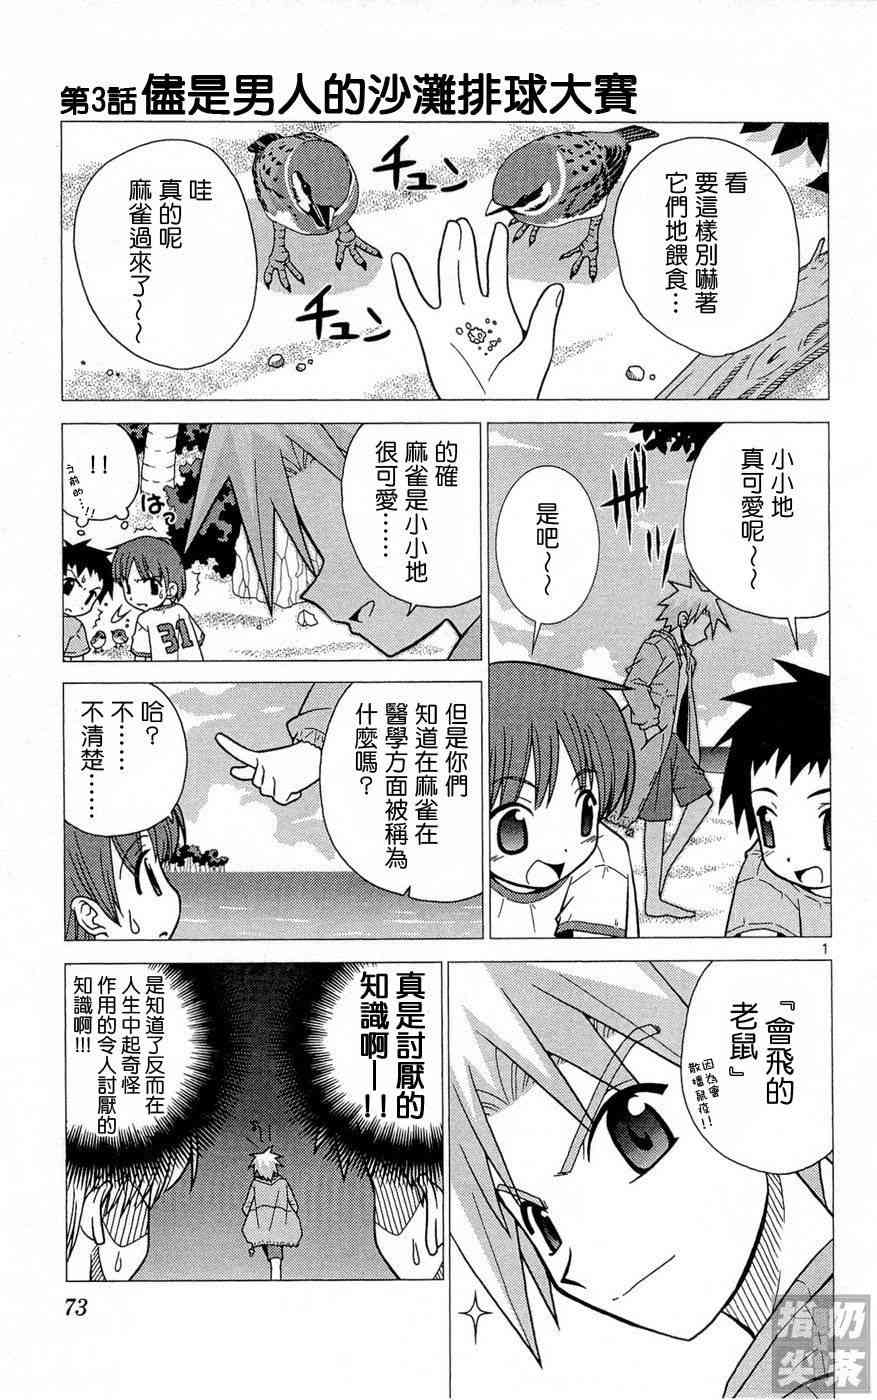 第3話 儘是男人的沙灘排球大賽
看
要這樣別嚇著
它們地餵食…
チュン
チュン
哇
真的呢
麻雀過來了～～
小小地
真可愛呢～～
是吧～～
的確
麻雀是小小地
很可愛……
は？
！！
但是你們
知道在麻雀在
醫學方面被稱為
什麼嗎？
哈？
不……
不清楚……
1
『會飛的
老鼠』
因為會
散播鼠疫！！
真是討厭的
知識啊ー！！
是知道了反而在
人生中起奇怪
作用的令人討厭的
知識啊!!!
73
指尖
奶茶